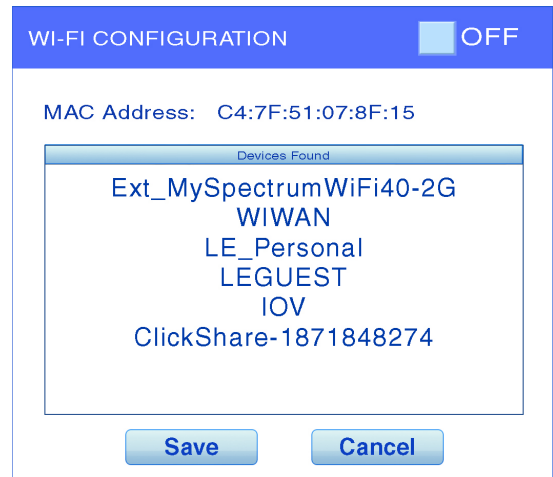 WI-FI CONFIGURATION OFF
MAC Address: C4:7F:51:07:8F:15
Devices Found
Ext_MySpectrumWiFi40-2G
WIWAN
LE_Personal
LEGUEST
IOV
ClickShare-1871848274
Save Cancel